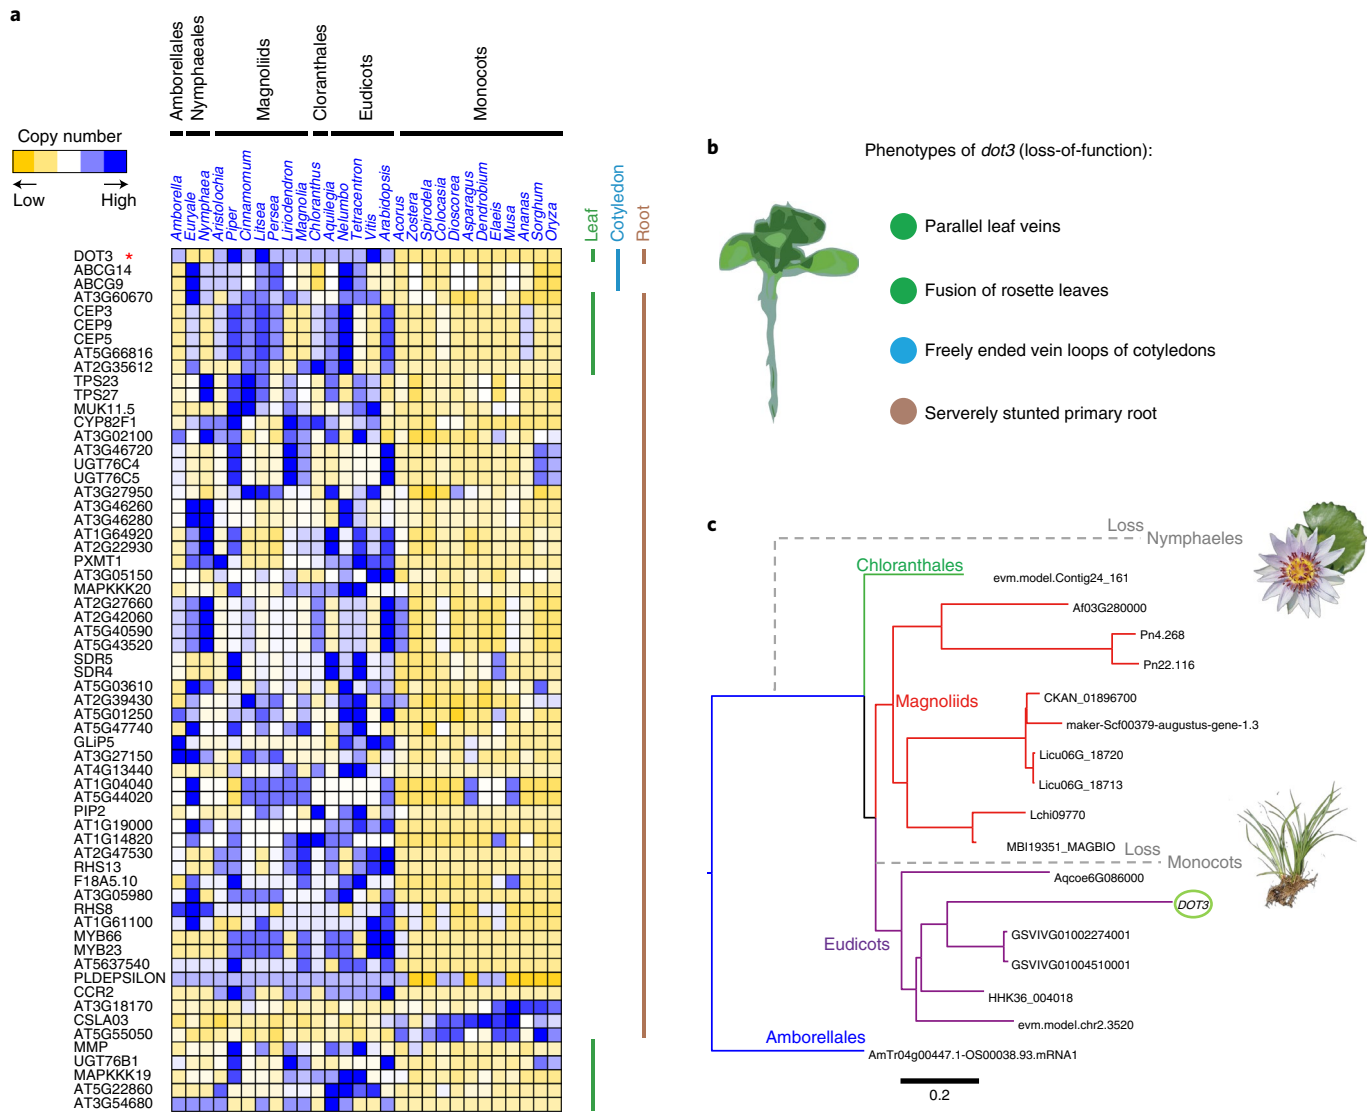 a
Amborellales
Nymphaeales
Magnoliids
Cloranthales
Eudicots
Monocots
Copy number
Low
High
Amborella
Euryale
Nymphaea
Aristolochia
Piper
Cinnamomum
Litsea
Persea
Liriodendron
Magnolia
Chloranthus
Aquilegia
Nelumbo
Tetracentron
Vitis
Arabidopsis
Acorus
Zostera
Spirodela
Colocasia
Dioscorea
Asparagus
Dendrobium
Elaeis
Musa
Ananas
Sorghum
Oryza
Leaf
Cotyledon
Root
DOT3 *
ABCG14
ABCG9
AT3G60670
CEP3
CEP9
CEP5
AT5G66816
AT2G35612
TPS23
TPS27
MUK11.5
CYP82F1
AT3G02100
AT3G46720
UGT76C4
UGT76C5
AT3G27950
AT3G46260
AT3G46280
AT1G64920
AT2G22930
PXMT1
AT3G05150
MAPKKK20
AT2G27660
AT2G42060
AT5G40590
AT5G43520
SDR5
SDR4
AT5G03610
AT2G39430
AT5G01250
AT5G47740
GLiP5
AT3G27150
AT4G13440
AT1G04040
AT5G44020
PIP2
AT1G19000
AT1G14820
AT2G47530
RHS13
F18A5.10
AT3G05980
RHS8
AT1G61100
MYB66
MYB23
AT5637540
PLDEPSILON
CCR2
AT3G18170
CSLA03
AT5G55050
MMP
UGT76B1
MAPKKK19
AT5G22860
AT3G54680
b
Phenotypes of dot3 (loss-of-function):
Parallel leaf veins
Fusion of rosette leaves
Freely ended vein loops of cotyledons
Serverely stunted primary root
c
Loss
Nymphaeles
Chloranthales
evm.model.Contig24_161
Af03G280000
Pn4.268
Pn22.116
Magnoliids
CKAN_01896700
maker-Scf00379-augustus-gene-1.3
Licu06G_18720
Licu06G_18713
Lchi09770
MBI19351_MAGBIO
Loss
Monocots
Aqcoe6G086000
DOT3
Eudicots
GSVIVG01002274001
GSVIVG01004510001
HHK36_004018
evm.model.chr2.3520
Amborellales
AmTr04g00447.1-OS00038.93.mRNA1
0.2